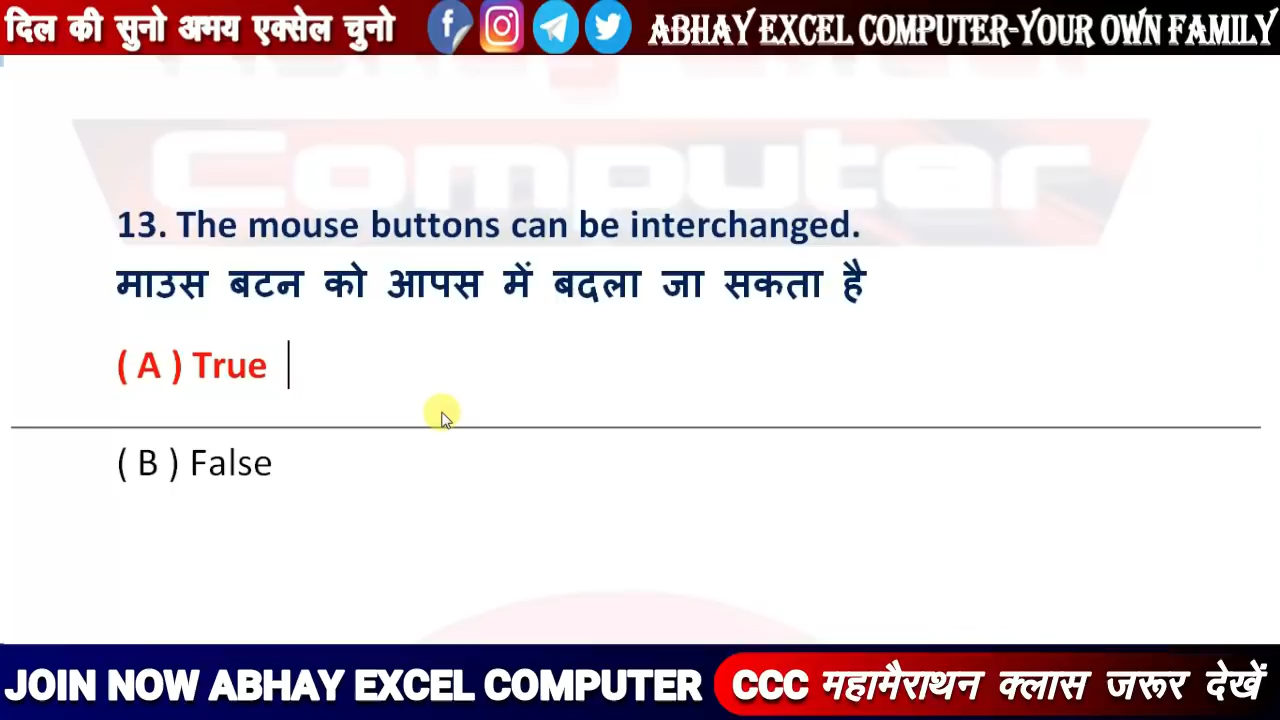 दिल की सुनो अभय एक्सेल चुनो
ABHAY EXCEL COMPUTER-YOUR OWN FAMILY
Computer
13. The mouse buttons can be interchanged.
माउस बटन को आपस में बदला जा सकता है
( A ) True
( B ) False
JOIN NOW ABHAY EXCEL COMPUTER
CCC महामैराथन क्लास जरूर देखें